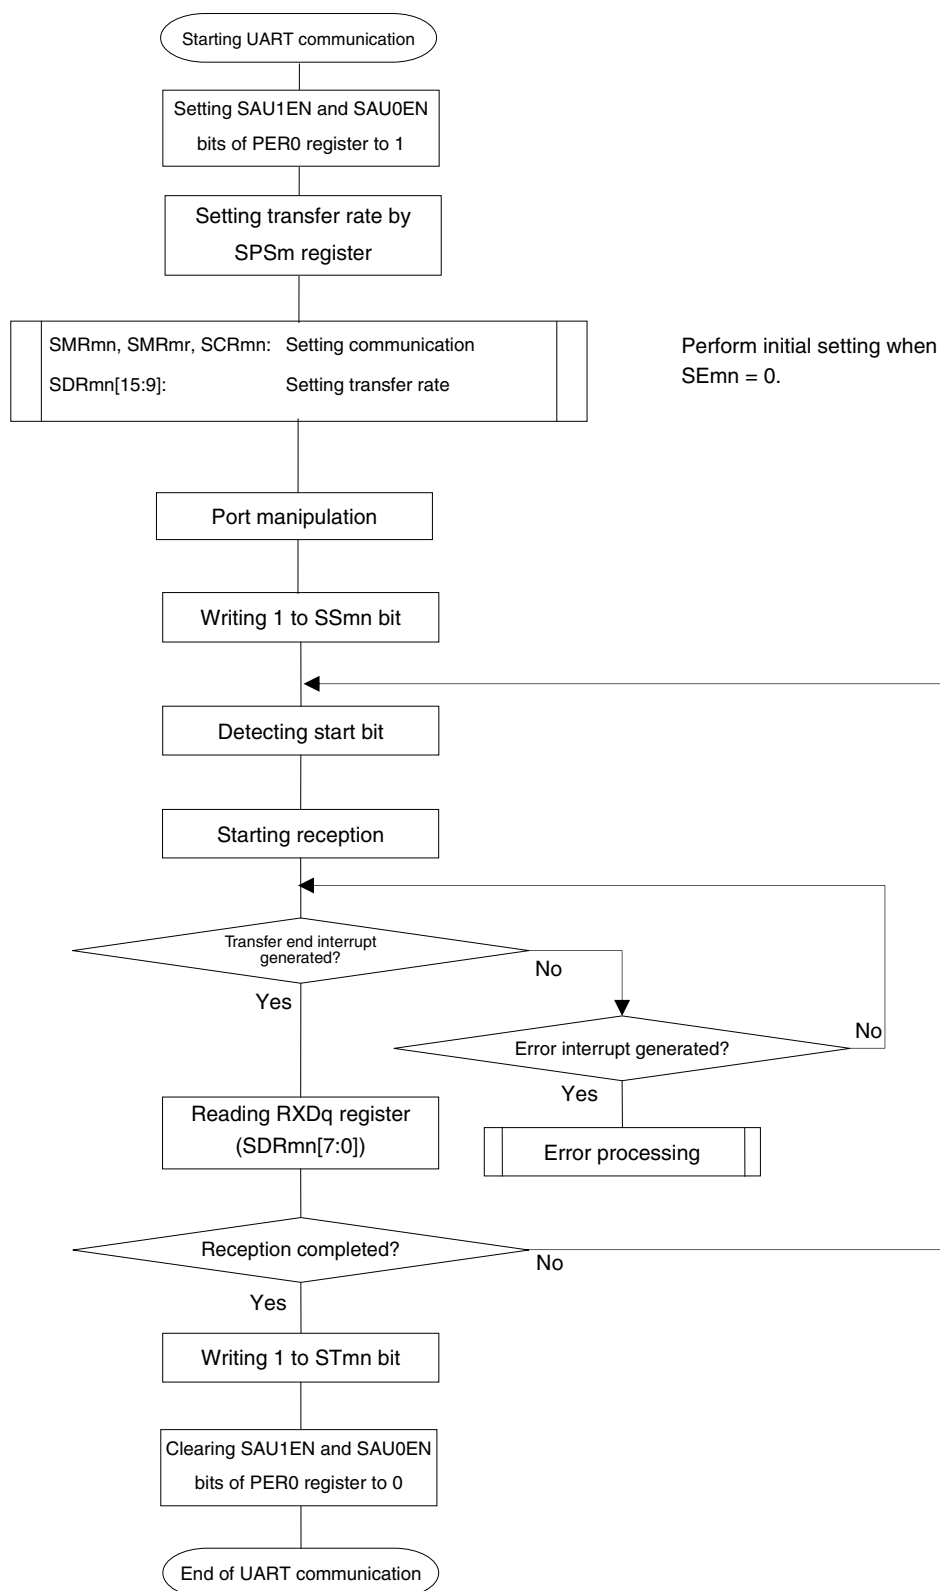 Starting UART communication
Setting SAU1EN and SAU0EN
bits of PER0 register to 1
Setting transfer rate by
SPSm register
SMRmn, SMRmr, SCRmn: Setting communication
SDRmn[15:9]: Setting transfer rate
Perform initial setting when
SEmn = 0.
Port manipulation
Writing 1 to SSmn bit
Detecting start bit
Starting reception
Transfer end interrupt
generated?
No
Yes
Error interrupt generated?
No
Yes
Reading RXDq register
(SDRmn[7:0])
Error processing
Reception completed?
No
Yes
Writing 1 to STmn bit
Clearing SAU1EN and SAU0EN
bits of PER0 register to 0
End of UART communication